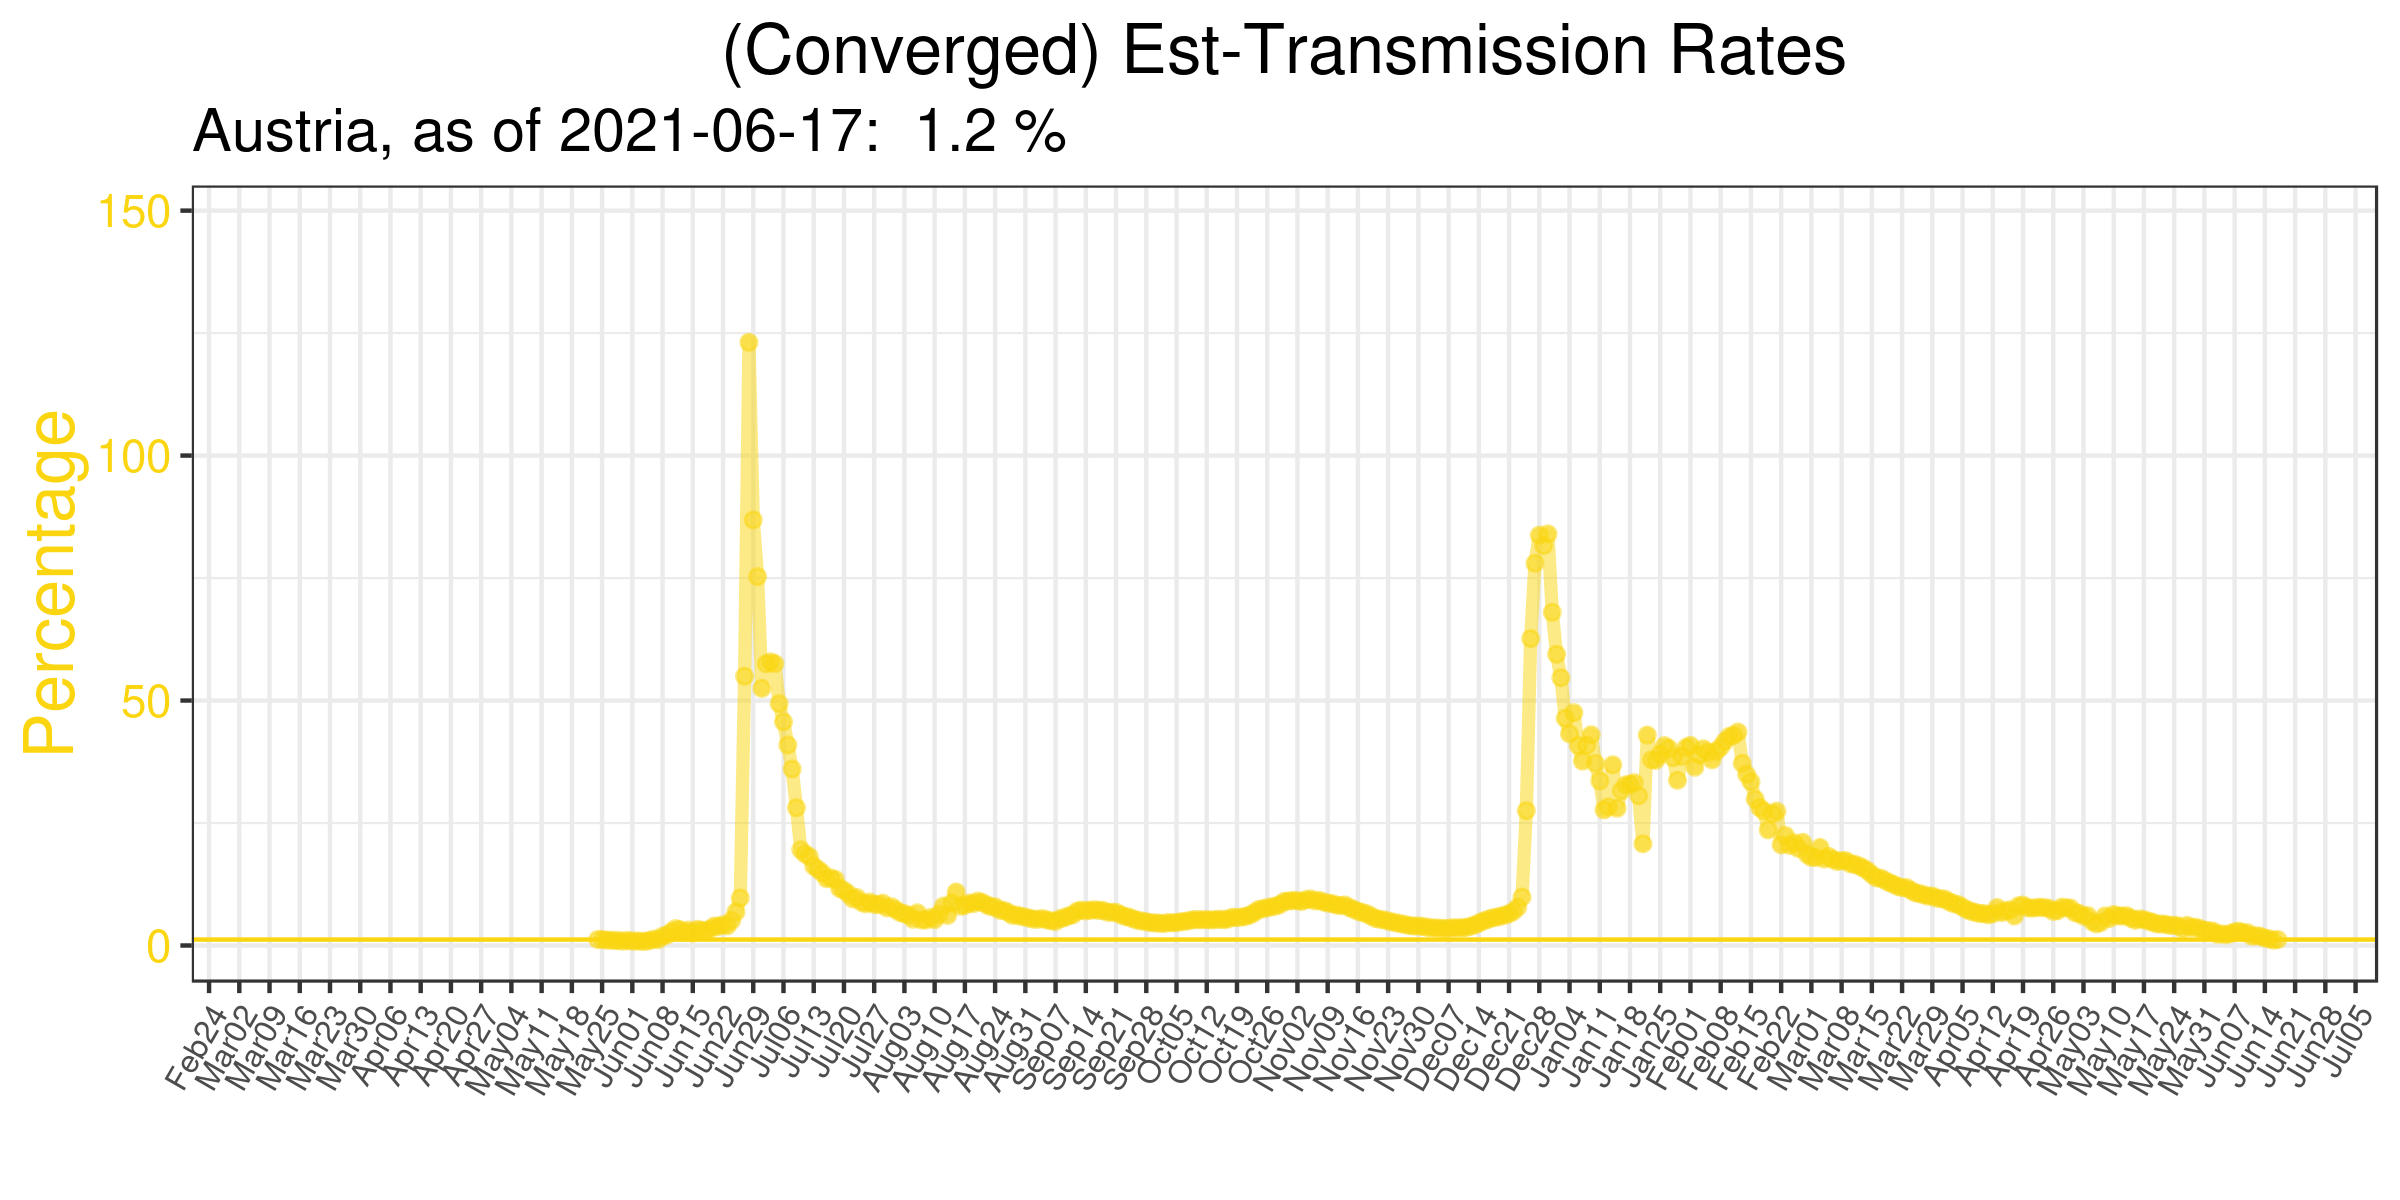 (Converged) Est-Transmission Rates
Austria, as of 2021-06-17:  1.2 %
Percentage
150
100
50
0
Feb24 Mar02 Mar09 Mar16 Mar23 Mar30 Apr06 Apr13 Apr20 Apr27 May04 May11 May18 May25 Jun01 Jun08 Jun15 Jun22 Jun29 Jul06 Jul13 Jul20 Jul27 Aug03 Aug10 Aug17 Aug24 Aug31 Sep07 Sep14 Sep21 Sep28 Oct05 Oct12 Oct19 Oct26 Nov02 Nov09 Nov16 Nov23 Nov30 Dec07 Dec14 Dec21 Dec28 Jan04 Jan11 Jan18 Jan25 Feb01 Feb08 Feb15 Feb22 Mar01 Mar08 Mar15 Mar22 Mar29 Apr05 Apr12 Apr19 Apr26 May03 May10 May17 May24 May31 Jun07 Jun14 Jun21 Jun28 Jul05